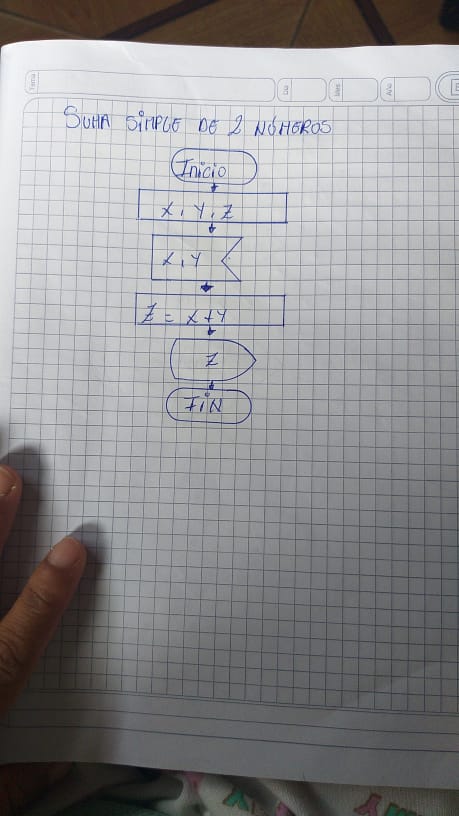 Tema
Día
Mes
Año
SUMA SIMPLE DE 2 NÚMEROS
Inicio
X, Y, Z
X, Y
Z = X + Y
Z
FIN